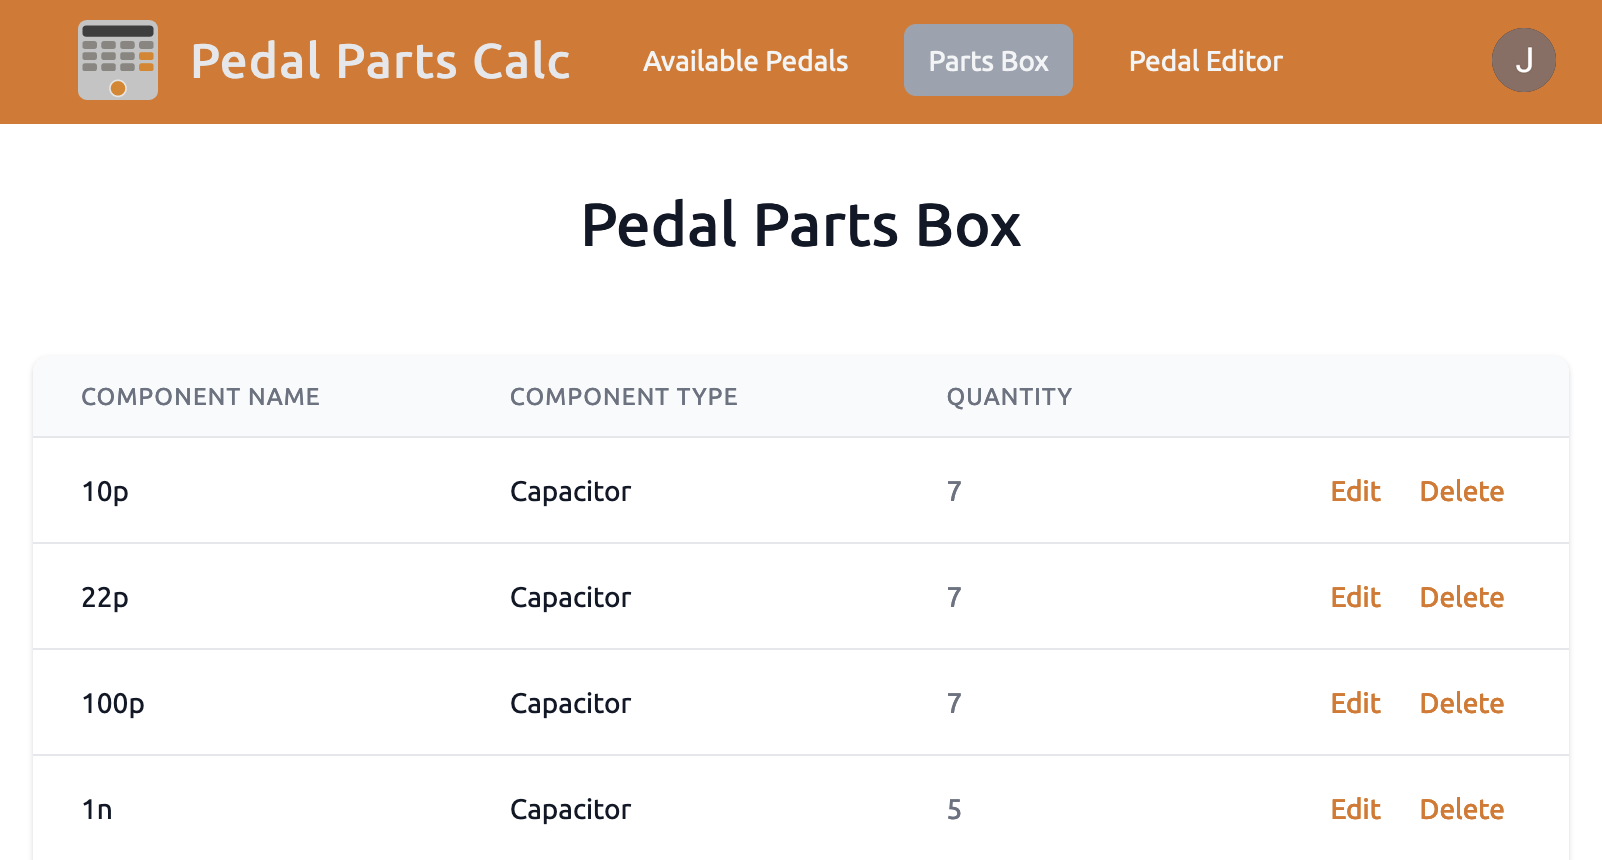 Pedal Parts Calc Available Pedals Parts Box Pedal Editor J
Pedal Parts Box
COMPONENT NAME COMPONENT TYPE QUANTITY
10p Capacitor 7 Edit Delete
22p Capacitor 7 Edit Delete
100p Capacitor 7 Edit Delete
1n Capacitor 5 Edit Delete